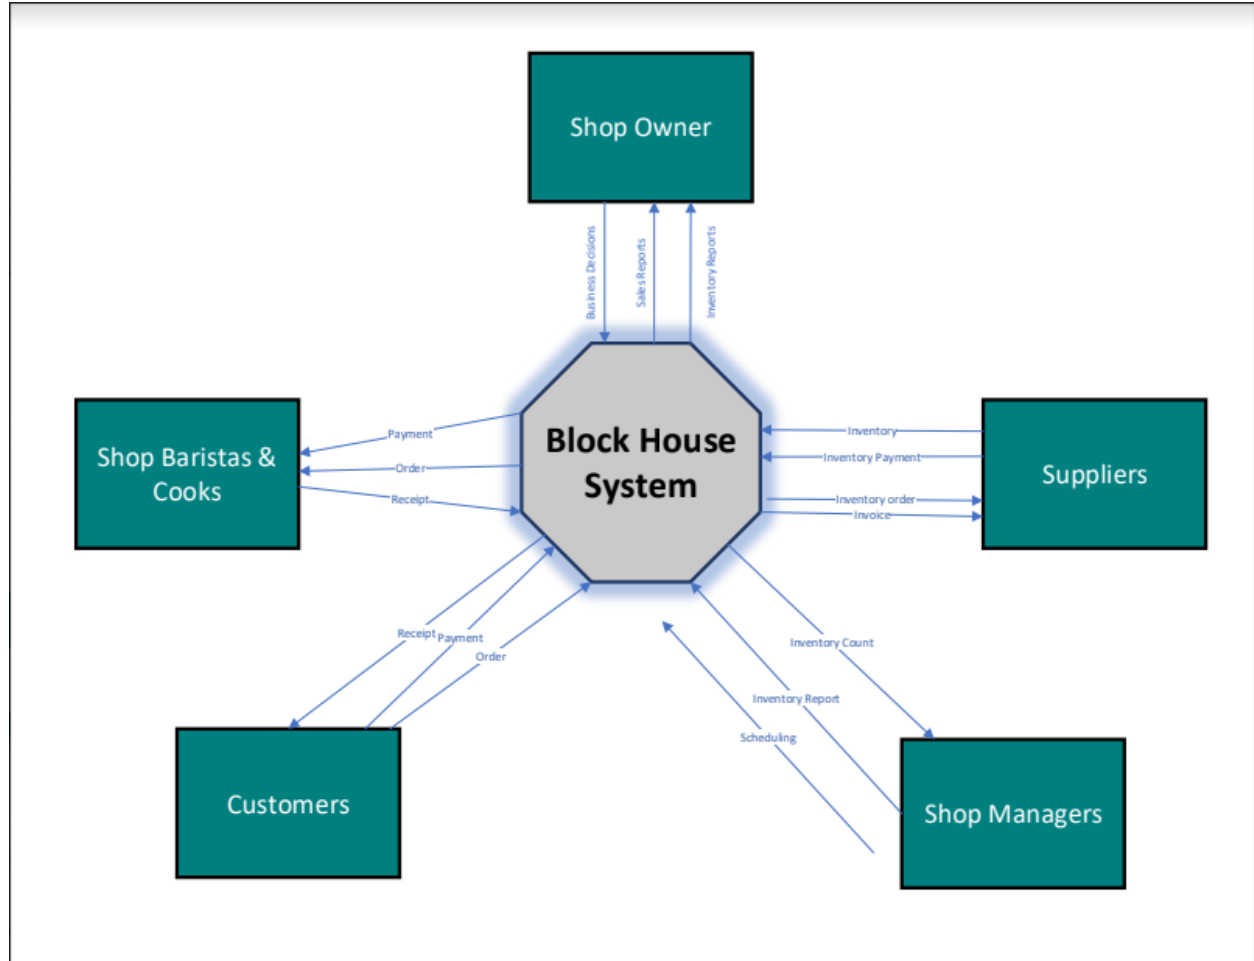 Shop Owner
Business Decisions
Sales Reports
Inventory Reports
Block House
System
Shop Baristas &
Cooks
Payment
Order
Receipt
Inventory
Inventory Payment
Inventory order
Invoice
Suppliers
Receipt
Payment
Order
Customers
Inventory Count
Inventory Report
Scheduling
Shop Managers